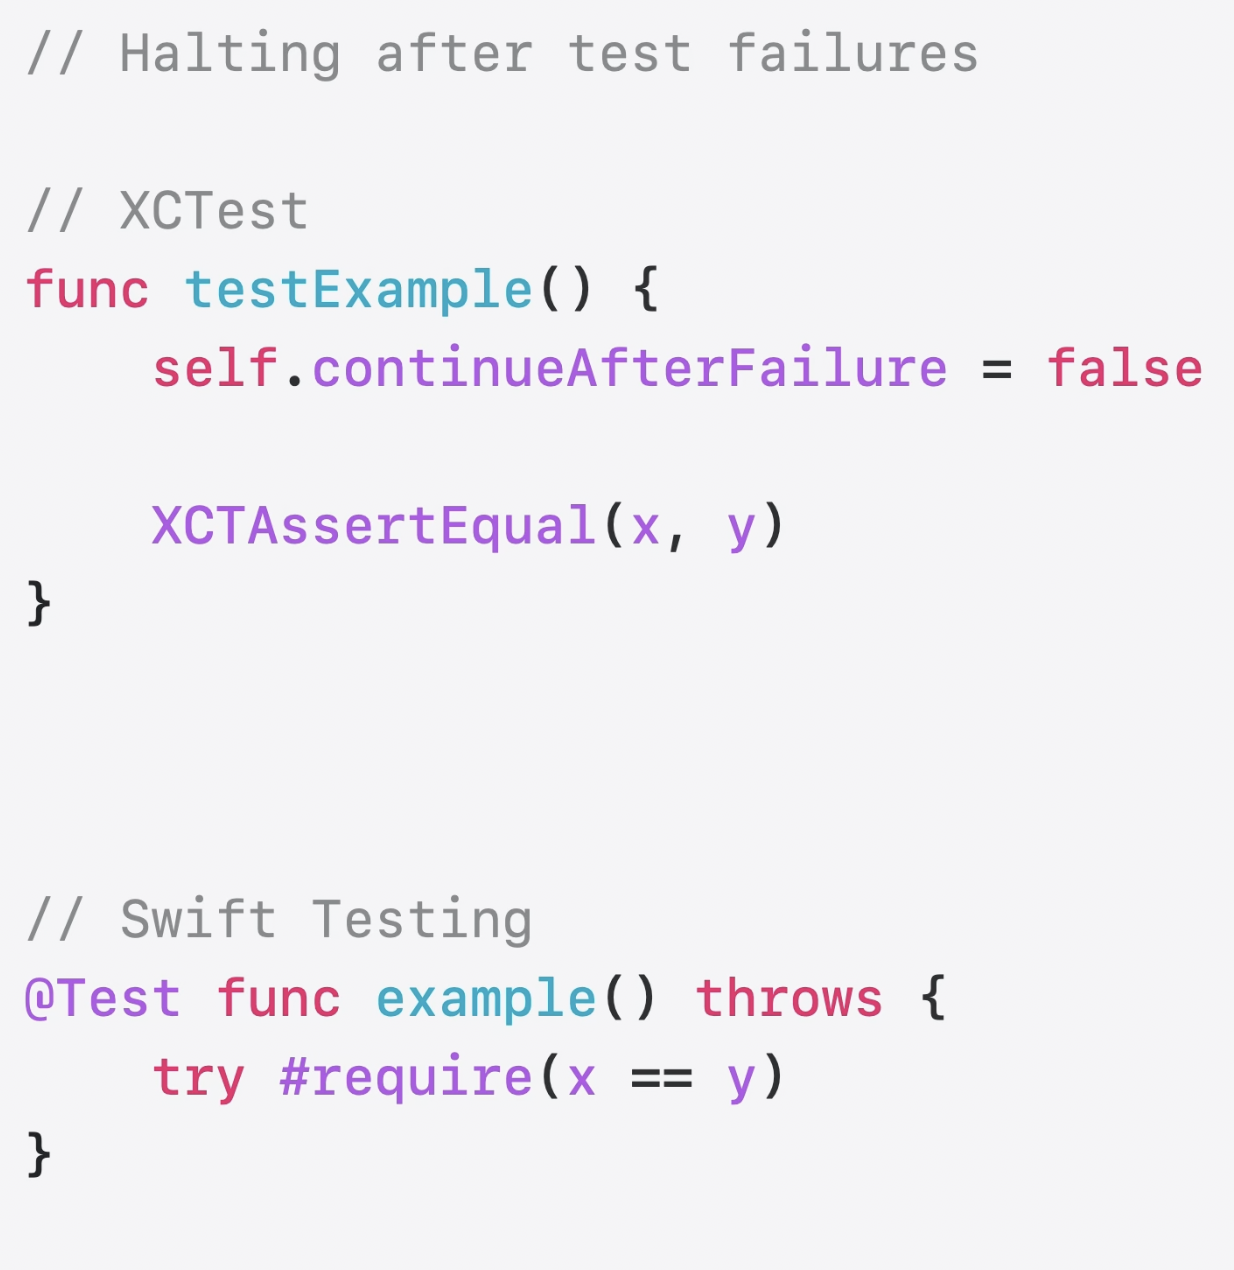 // Halting after test failures
// XCTest
func testExample() {
    self.continueAfterFailure = false
    XCTAssertEqual(x, y)
}
// Swift Testing
@Test func example() throws {
    try #require(x == y)
}